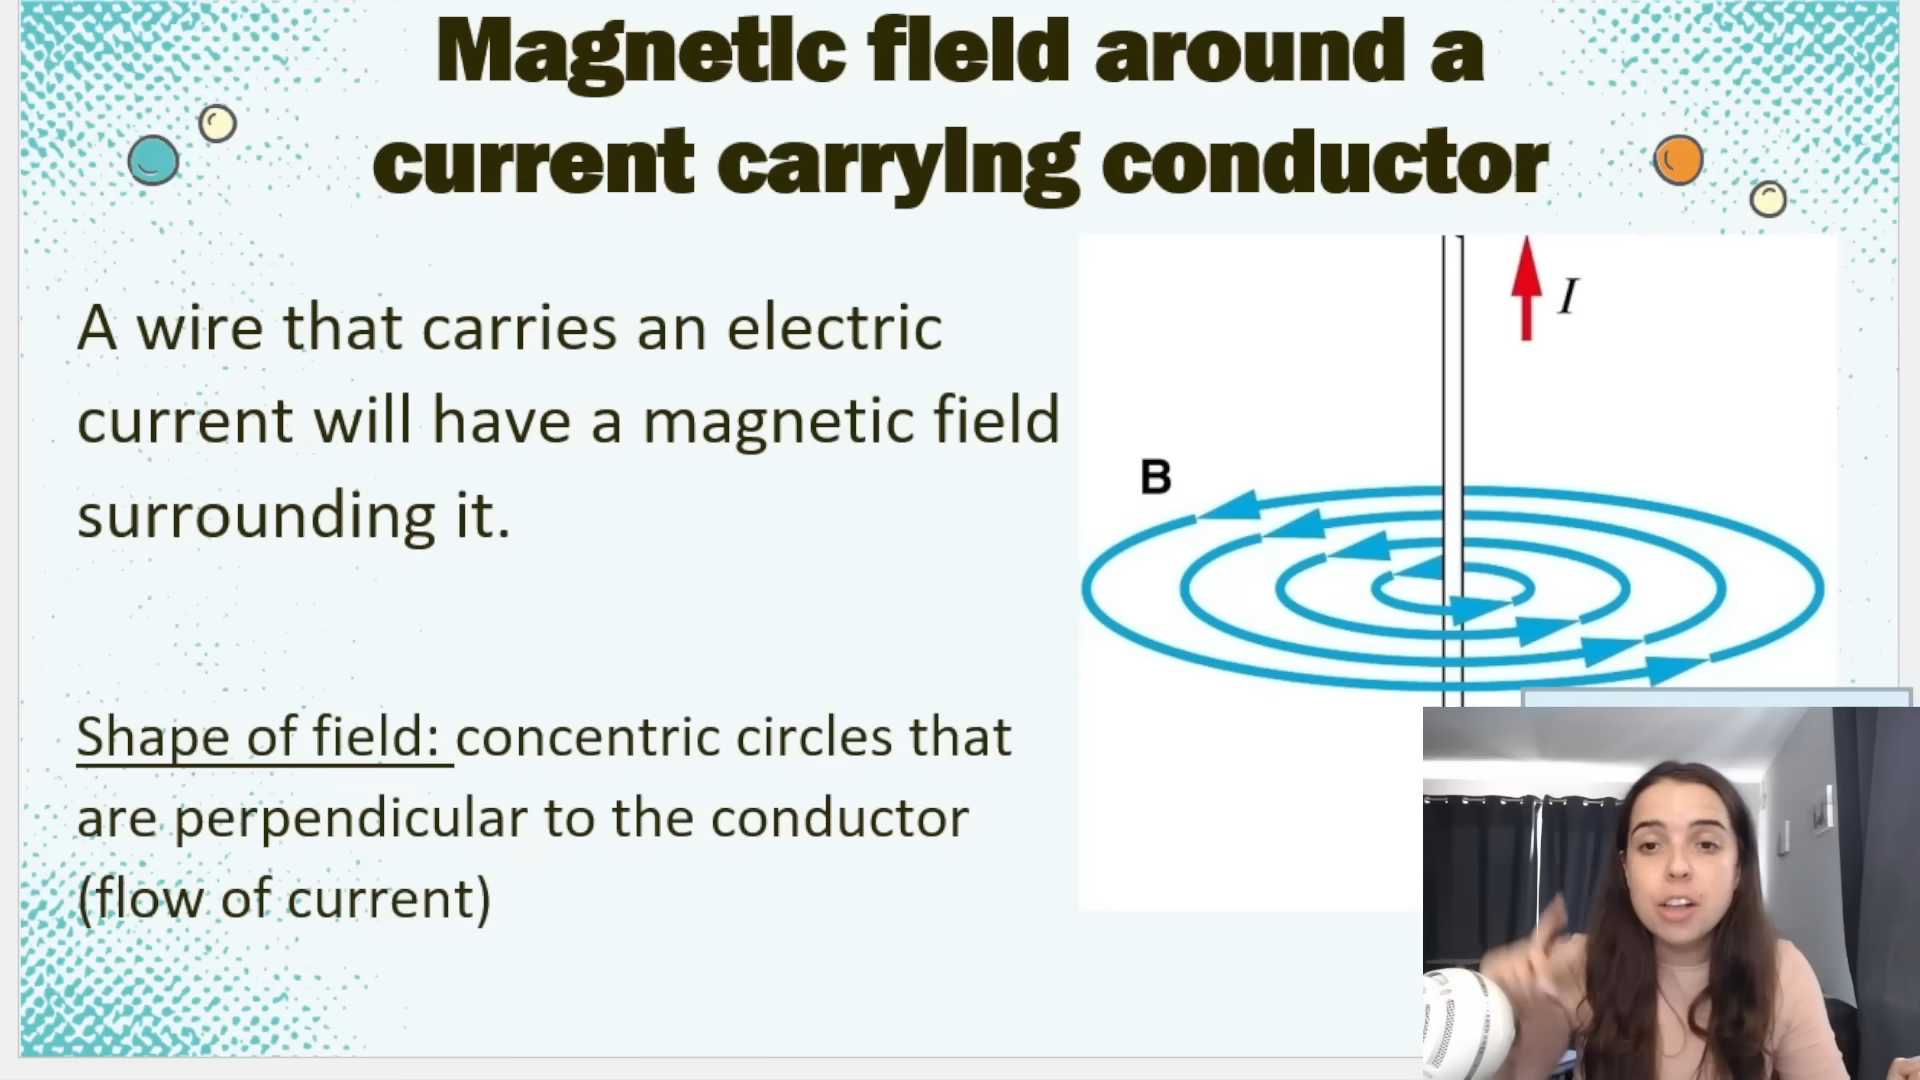 Magnetic field around a
current carrying conductor
A wire that carries an electric
current will have a magnetic field
surrounding it.
Shape of field: concentric circles that
are perpendicular to the conductor
(flow of current)
I
B